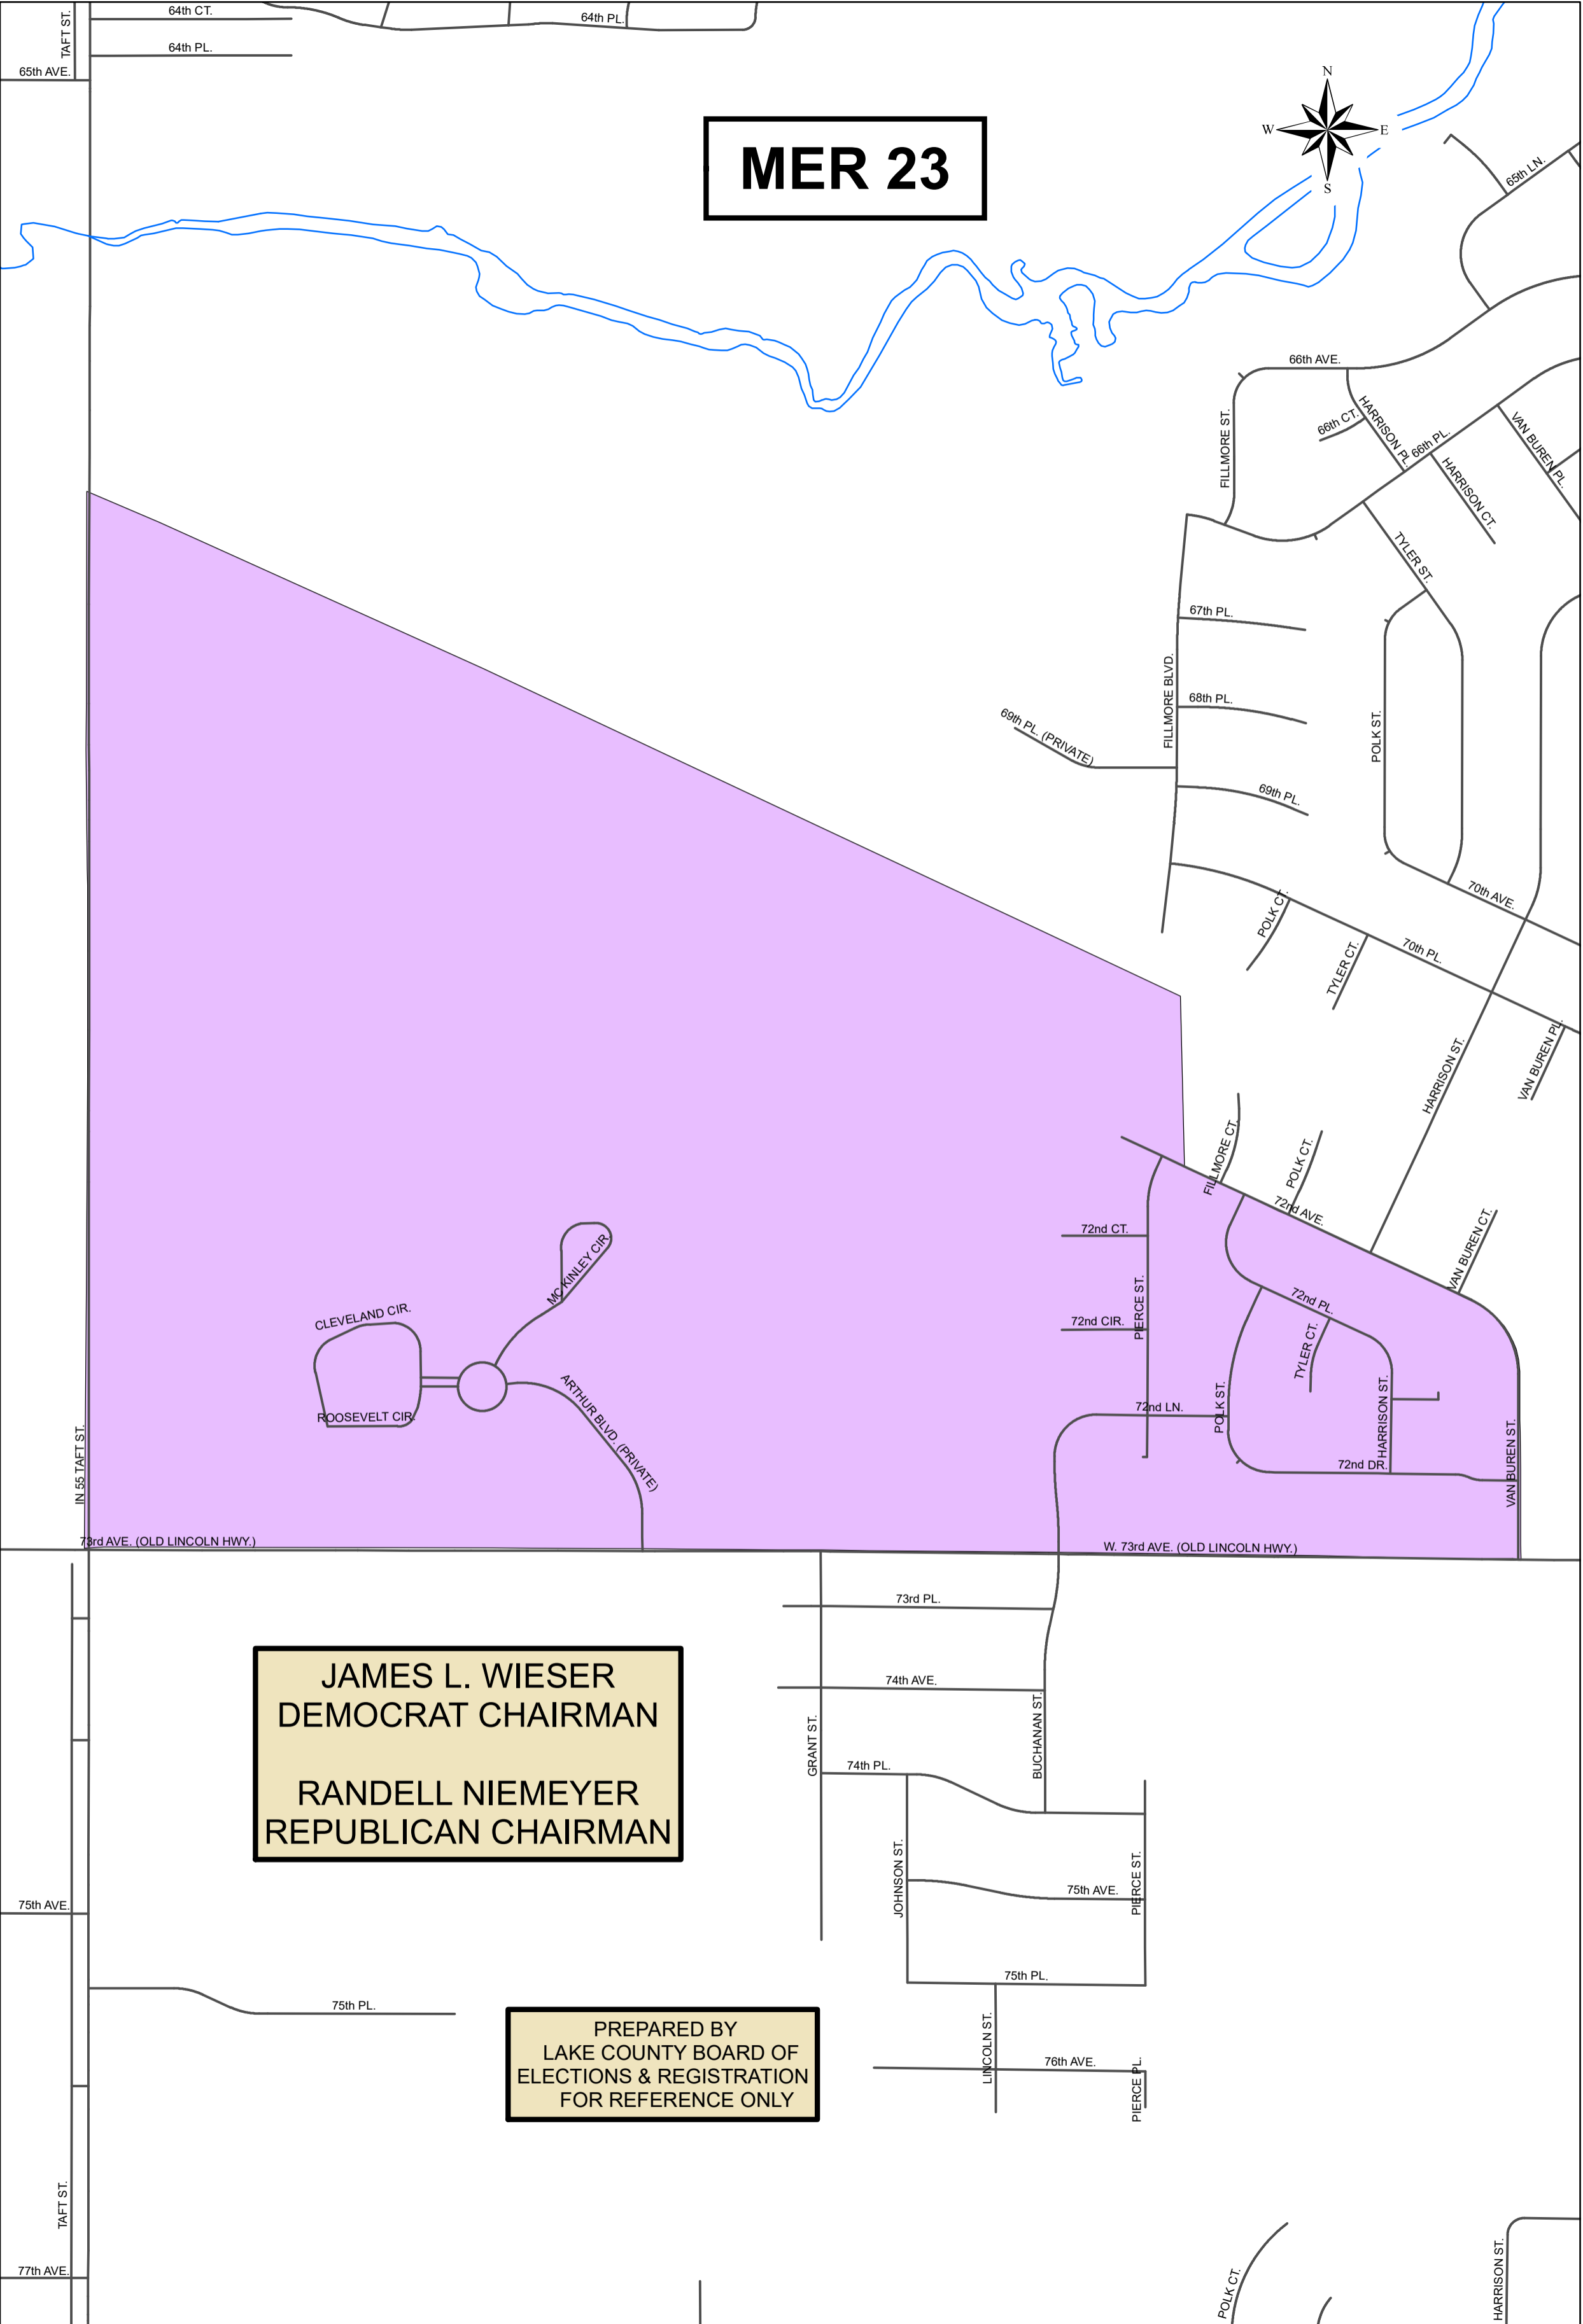 64th CT.
64th PL.
64th PL.
TAFT ST.
65th AVE.
MER 23
N
W
E
S
65th LN.
66th AVE.
FILLMORE ST.
66th CT.
HARRISON PL.
66th PL.
VAN BUREN PL.
HARRISON CT.
TYLER ST.
67th PL.
FILLMORE BLVD.
68th PL.
POLK ST.
69th PL. (PRIVATE)
69th PL.
70th AVE.
POLK CT.
TYLER CT.
70th PL.
HARRISON ST.
VAN BUREN PL.
FILLMORE CT.
POLK CT.
72nd AVE.
VAN BUREN CT.
72nd CT.
PIERCE ST.
MC KINLEY CIR
CLEVELAND CIR.
72nd CIR.
72nd PL.
TYLER CT.
ROOSEVELT CIR.
ARTHUR BLVD. (PRIVATE)
72nd LN.
POLK ST.
HARRISON ST.
72nd DR.
VAN BUREN ST.
IN 55 TAFT ST.
73rd AVE. (OLD LINCOLN HWY.)
W. 73rd AVE. (OLD LINCOLN HWY.)
73rd PL.
JAMES L. WIESER
DEMOCRAT CHAIRMAN
RANDELL NIEMEYER
REPUBLICAN CHAIRMAN
74th AVE.
GRANT ST.
BUCHANAN ST.
74th PL.
JOHNSON ST.
75th AVE.
PIERCE ST.
75th AVE.
75th PL.
75th PL.
PREPARED BY
LAKE COUNTY BOARD OF
ELECTIONS & REGISTRATION
FOR REFERENCE ONLY
LINCOLN ST.
76th AVE.
PIERCE PL.
TAFT ST.
77th AVE.
POLK CT.
HARRISON ST.